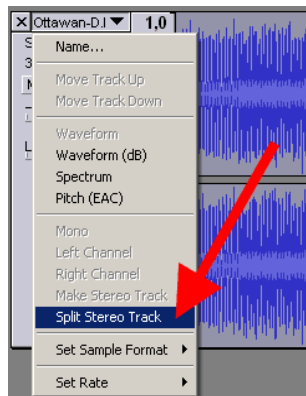 Ottawan-D.I 1,0
S
3
M
L
Name...
Move Track Up
Move Track Down
Waveform
Waveform (dB)
Spectrum
Pitch (EAC)
Mono
Left Channel
Right Channel
Make Stereo Track
Split Stereo Track
Set Sample Format
Set Rate